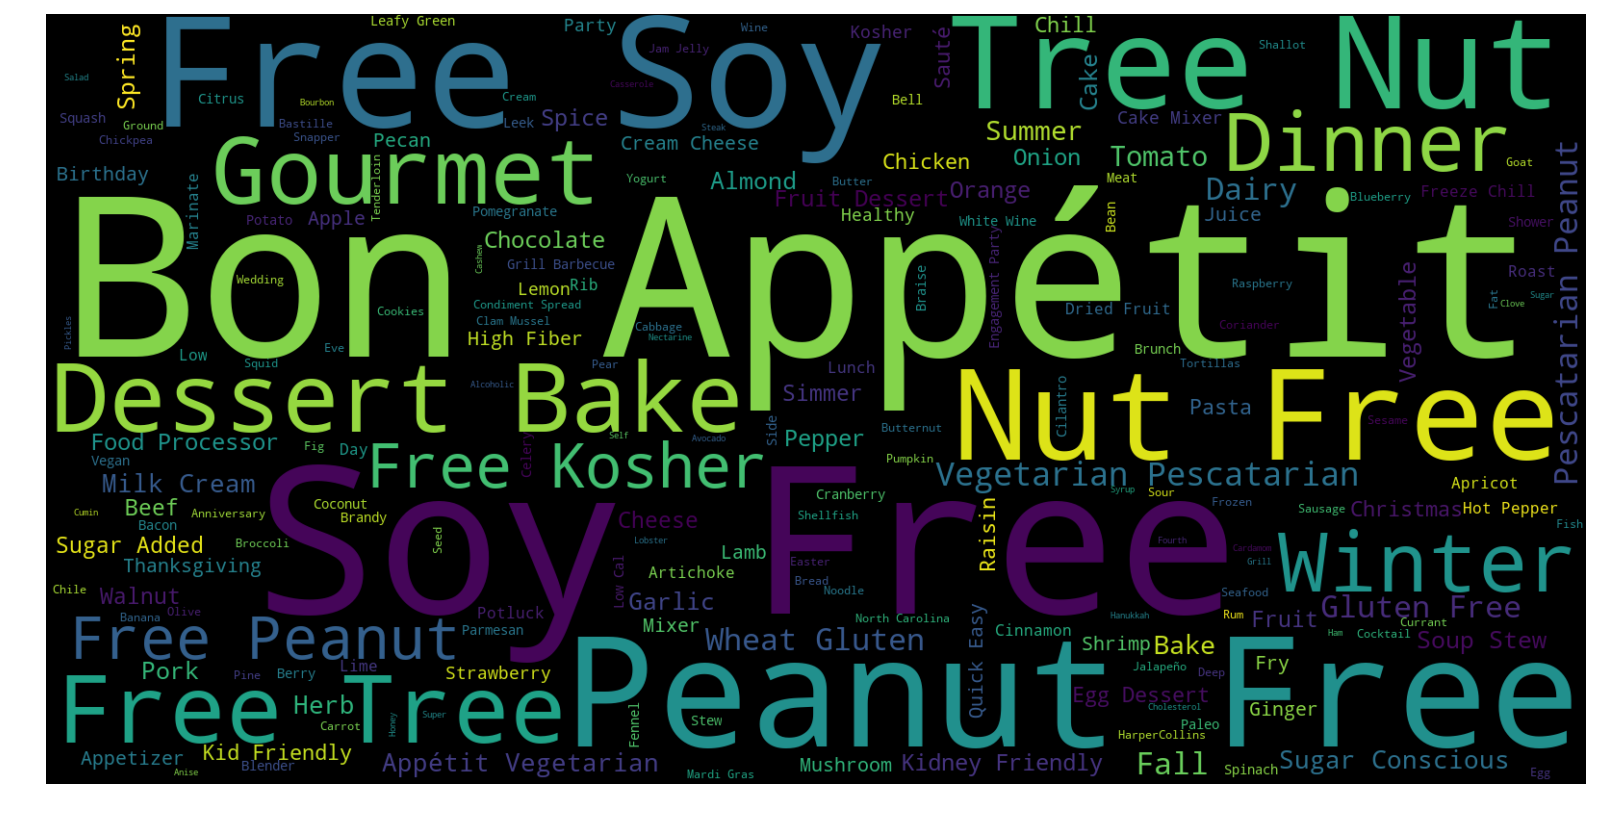 Leafy Green
Party
Wine
Kosher
Chill
Free Soy
Tree Nut
Spring
Jam Jelly
Sauté
Shallot
Salad
Casserole
Cake
Citrus
Bourbon
Cream
Bell
Squash
Ground
Bastille
Leek
Spice
Steak
Summer
Cake Mixer
Dinner
Chickpea
Snapper
Pecan
Cream Cheese
Gourmet
Chicken
Onion
Tomato
Goat
Birthday
Marinate
Tenderloin
Yogurt
Almond
Butter
Fruit Dessert
Orange
Meat
Dairy
Blueberry
Freeze Chill
Pescatarian Peanut
Bon Appétit
Potato
Apple
Pomegranate
Healthy
White Wine
Bean
Juice
Shower
Chocolate
Cashew
Engagement Party
Wedding
Grill Barbecue
Braise
Vegetable
Roast
Lemon
Rib
Raspberry
Fat
Sugar
Cookies
Condiment Spread
Dried Fruit
Clove
Pickles
Clam Mussel
Cabbage
Coriander
High Fiber
Nectarine
Low
Eve
Brunch
Squid
Pear
Lunch
Tortillas
Dessert
Bake
Alcoholic
Simmer
Nut Free
Cilantro
Pasta
Sesame
Food Processor
Fig
Day
Celery
Self
Avocado
Side
Pepper
Butternut
Vegan
Free Kosher
Pumpkin
Vegetarian Pescatarian
Milk Cream
Soy Free
Cranberry
Syrup
Sour
Apricot
Cumin
Beef
Anniversary
Coconut
Brandy
Cheese
Shellfish
Raisin
Frozen
Sausage
Christmas
Hot Pepper
Bacon
Fish
Sugar Added
Broccoli
Seed
Lobster
Lamb
Fourth
Cardamom
Winter
Thanksgiving
Low Cal
Artichoke
Easter
Grill
Chile
Walnut
Bread
Noodle
Seafood
Banana
Olive
Potluck
Garlic
North Carolina
Quick Easy
Hanukkah
Rum
Fruit
Gluten Free
Free Peanut
Parmesan
Mixer
Wheat Gluten
Cinnamon
Shrimp
Bake
Currant
Ham
Cocktail
Soup Stew
Pork
Pine
Berry
Lime
Strawberry
Peanut Free
Jalapeño
Deep
Fry
Free Tree
Herb
Egg Dessert
Cholesterol
Ginger
Carrot
Honey
Super
Fennel
Stew
Paleo
HarperCollins
Appetizer
Kid Friendly
Anise
Blender
Appétit Vegetarian
Mardi Gras
Mushroom
Kidney Friendly
Fall
Spinach
Sugar Conscious
Egg